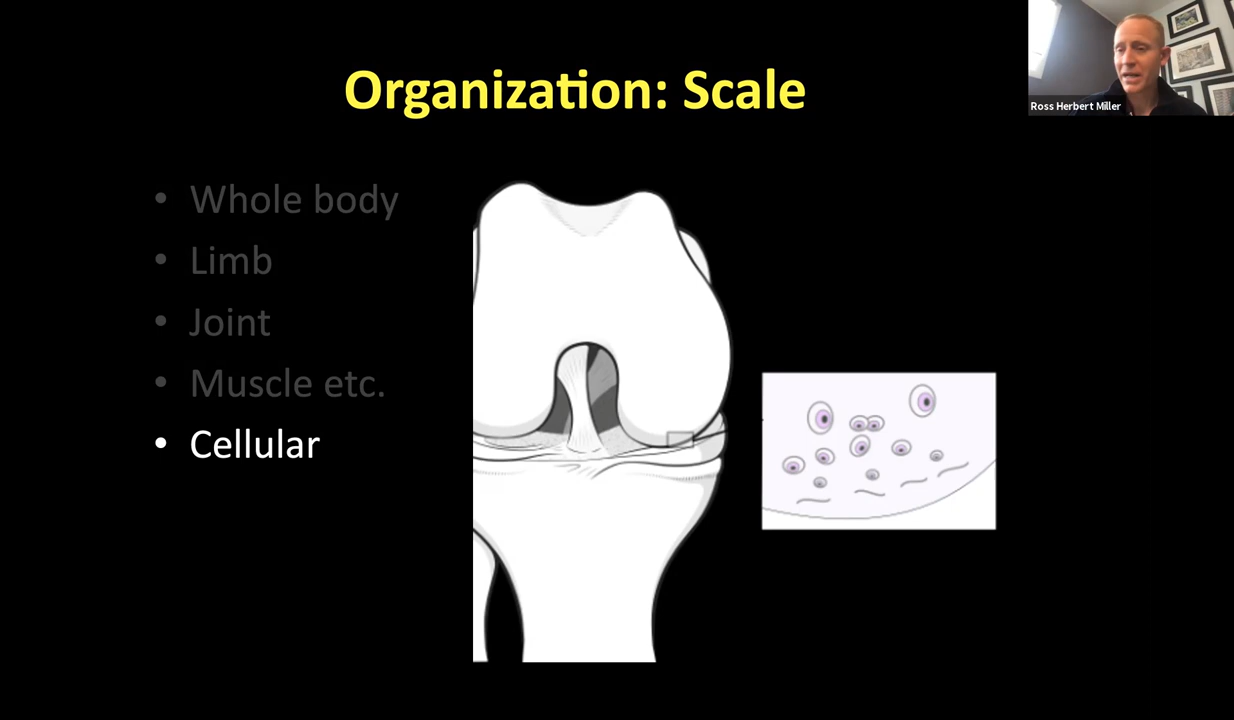 Organization: Scale
Ross Herbert Miller
• Whole body
• Limb
• Joint
• Muscle etc.
• Cellular